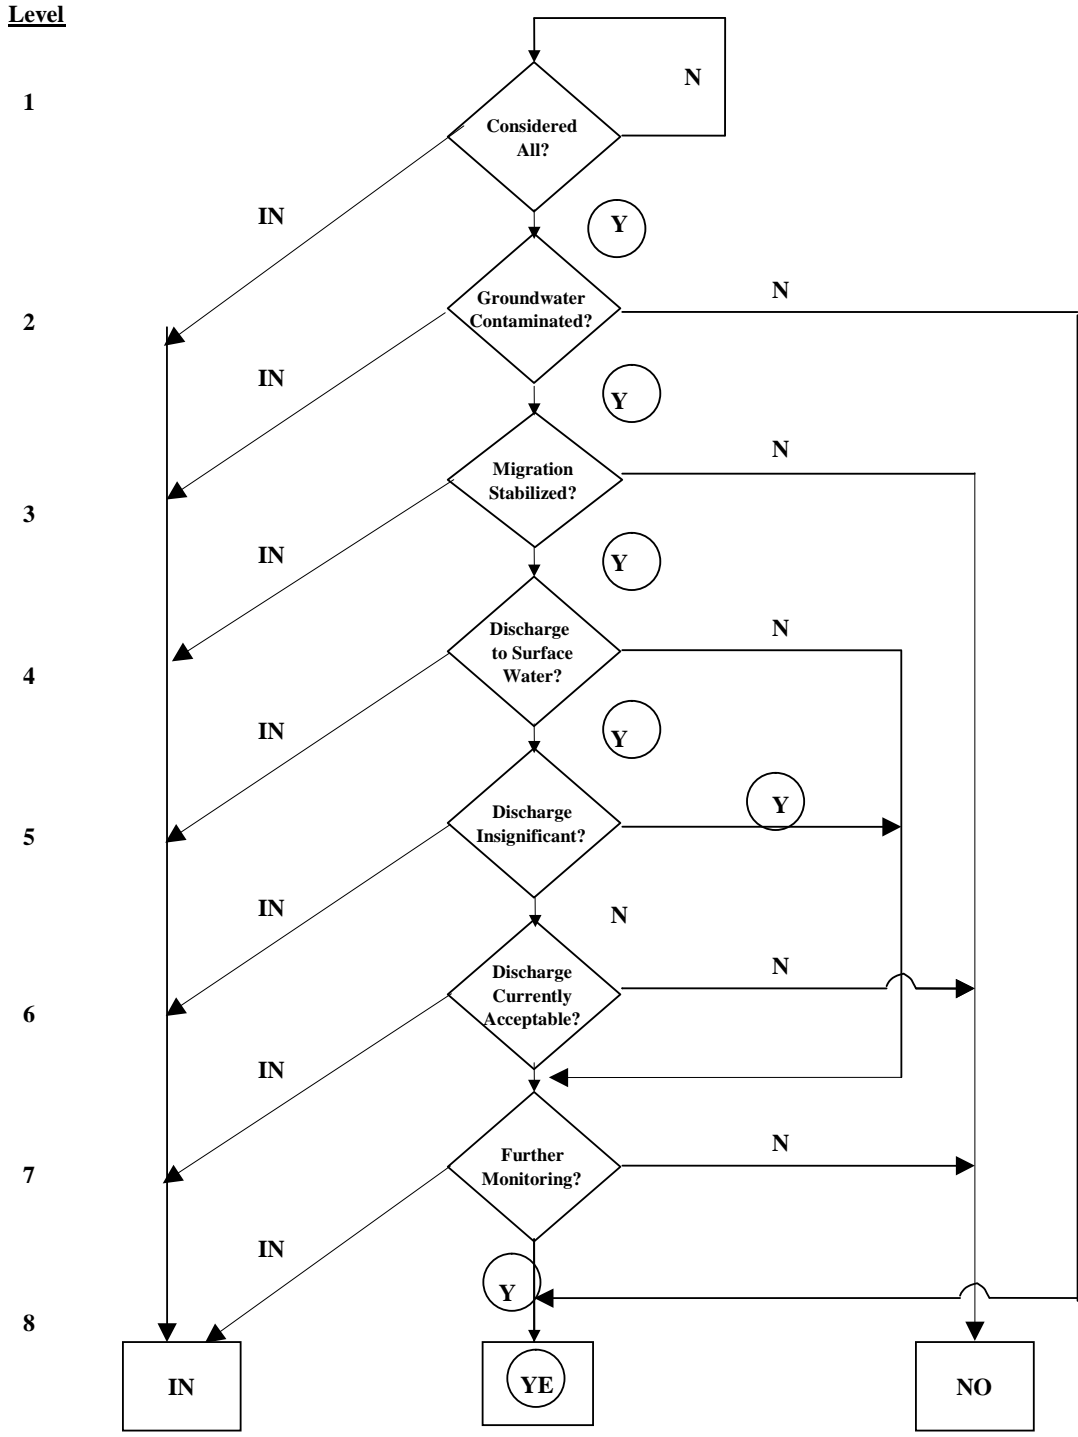 Level
N
1
Considered
All?
IN
Y
N
Groundwater
2
Contaminated?
IN
Y
N
Migration
Stabilized?
3
IN
Y
Discharge
N
to Surface
Water?
4
IN
Y
Y
Discharge
Insignificant?
5
IN
N
Discharge
N
Currently
Acceptable?
6
IN
N
Further
Monitoring?
7
IN
Y
8
IN
YE
NO